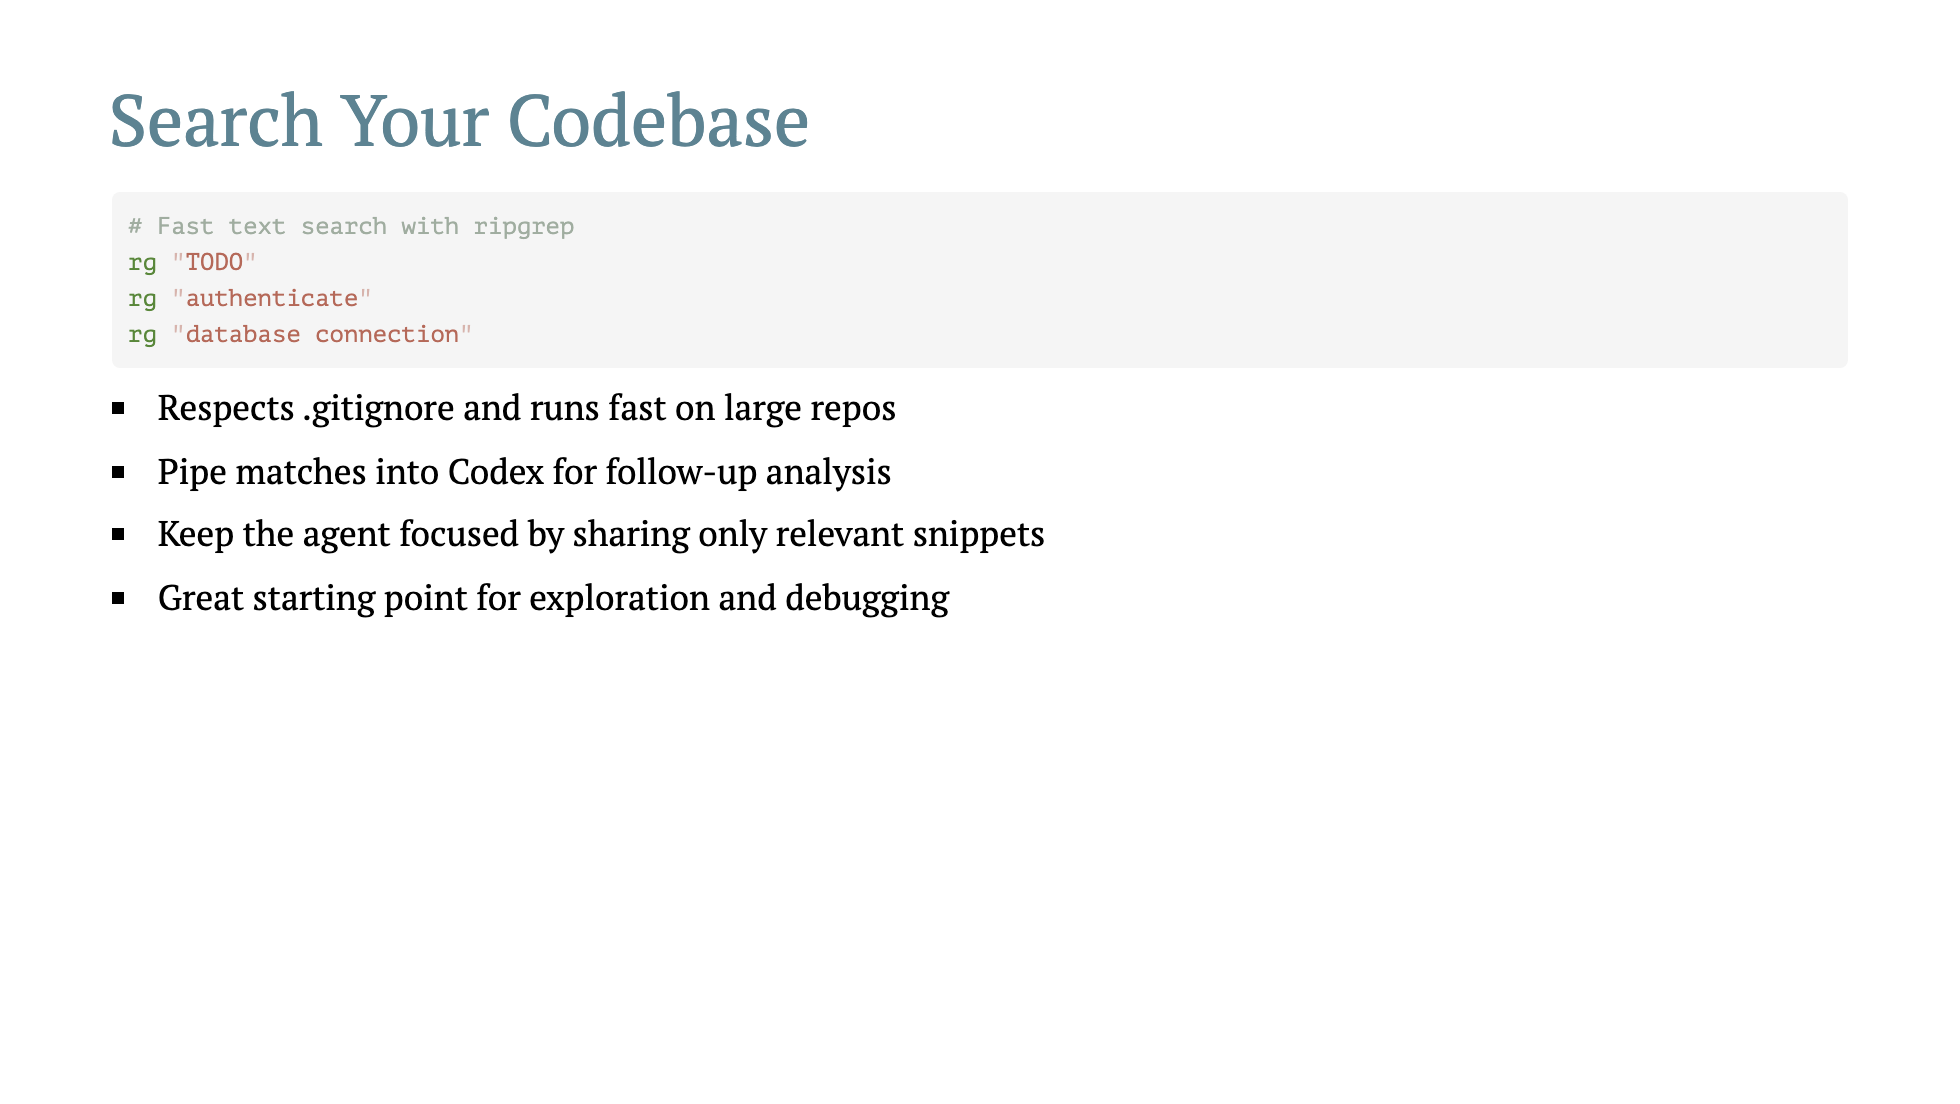 Search Your Codebase
# Fast text search with ripgrep
rg "TODO"
rg "authenticate"
rg "database connection"
▪ Respects .gitignore and runs fast on large repos
▪ Pipe matches into Codex for follow-up analysis
▪ Keep the agent focused by sharing only relevant snippets
▪ Great starting point for exploration and debugging